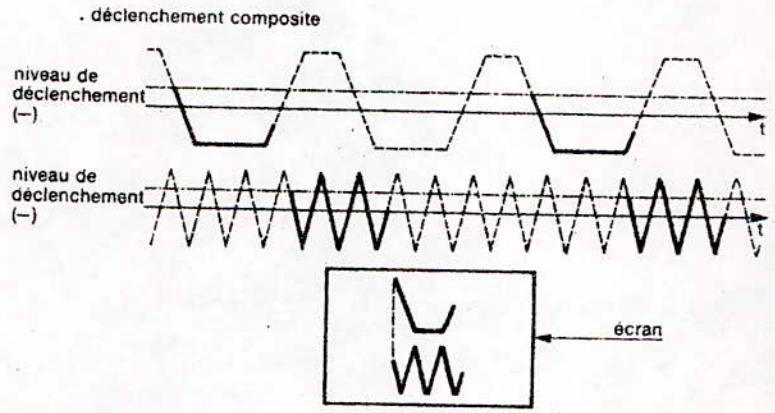 . déclenchement composite
niveau de
déclenchement
(—)
t
niveau de
déclenchement
(—)
t
écran